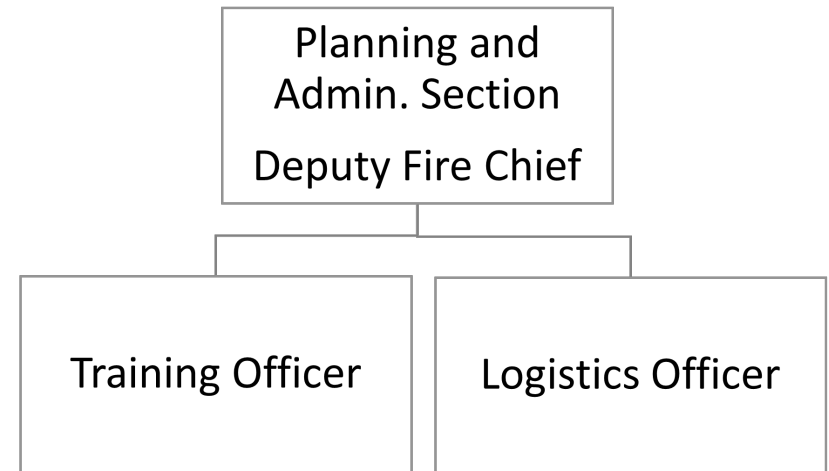 Planning and
Admin. Section
Deputy Fire Chief
Training Officer
Logistics Officer